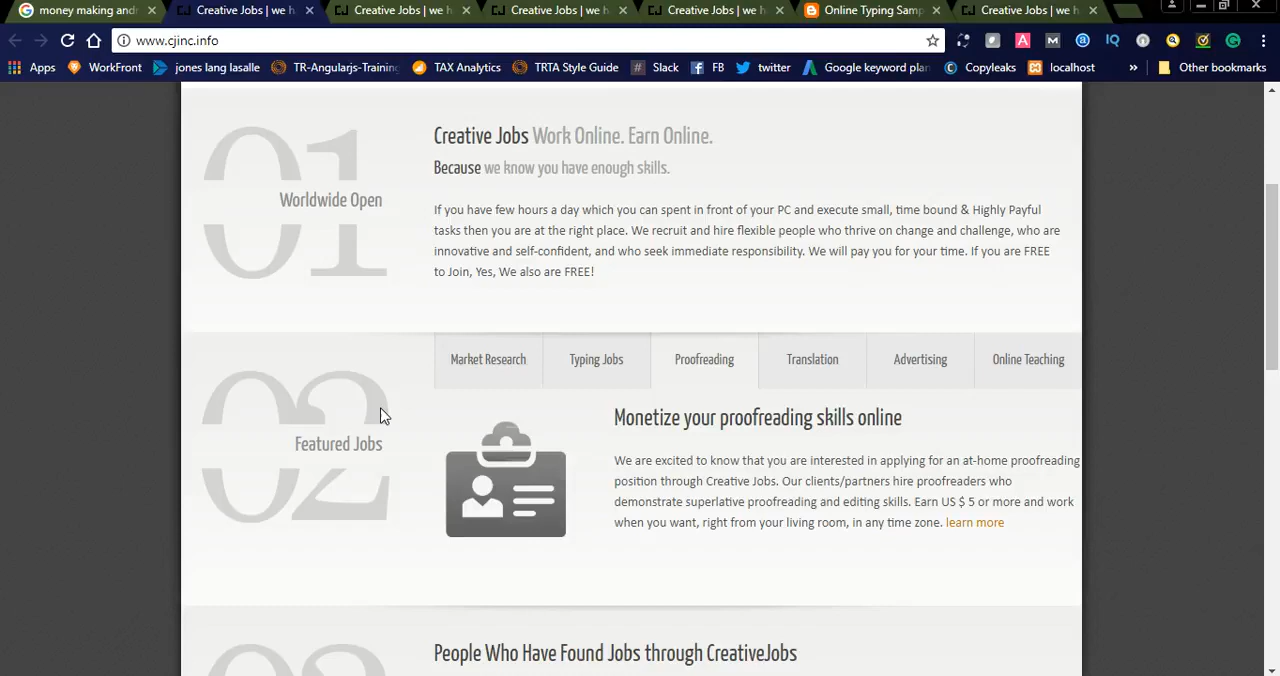 money making andr
Creative Jobs | we h
Creative Jobs | we h
Creative Jobs | we h
Creative Jobs | we h
Online Typing Samp
Creative Jobs | we h
www.cjinc.info
Apps
WorkFront
jones lang lasalle
TR-Angularjs-Training
TAX Analytics
TRTA Style Guide
Slack
FB
twitter
Google keyword plan
Copyleaks
localhost
Other bookmarks
01
Worldwide Open
Creative Jobs Work Online. Earn Online.
Because we know you have enough skills.
If you have few hours a day which you can spent in front of your PC and execute small, time bound & Highly Payful
tasks then you are at the right place. We recruit and hire flexible people who thrive on change and challenge, who are
innovative and self-confident, and who seek immediate responsibility. We will pay you for your time. If you are FREE
to Join, Yes, We also are FREE!
02
Featured Jobs
Market Research
Typing Jobs
Proofreading
Translation
Advertising
Online Teaching
Monetize your proofreading skills online
We are excited to know that you are interested in applying for an at-home proofreading
position through Creative Jobs. Our clients/partners hire proofreaders who
demonstrate superlative proofreading and editing skills. Earn US $ 5 or more and work
when you want, right from your living room, in any time zone. learn more
People Who Have Found Jobs through CreativeJobs